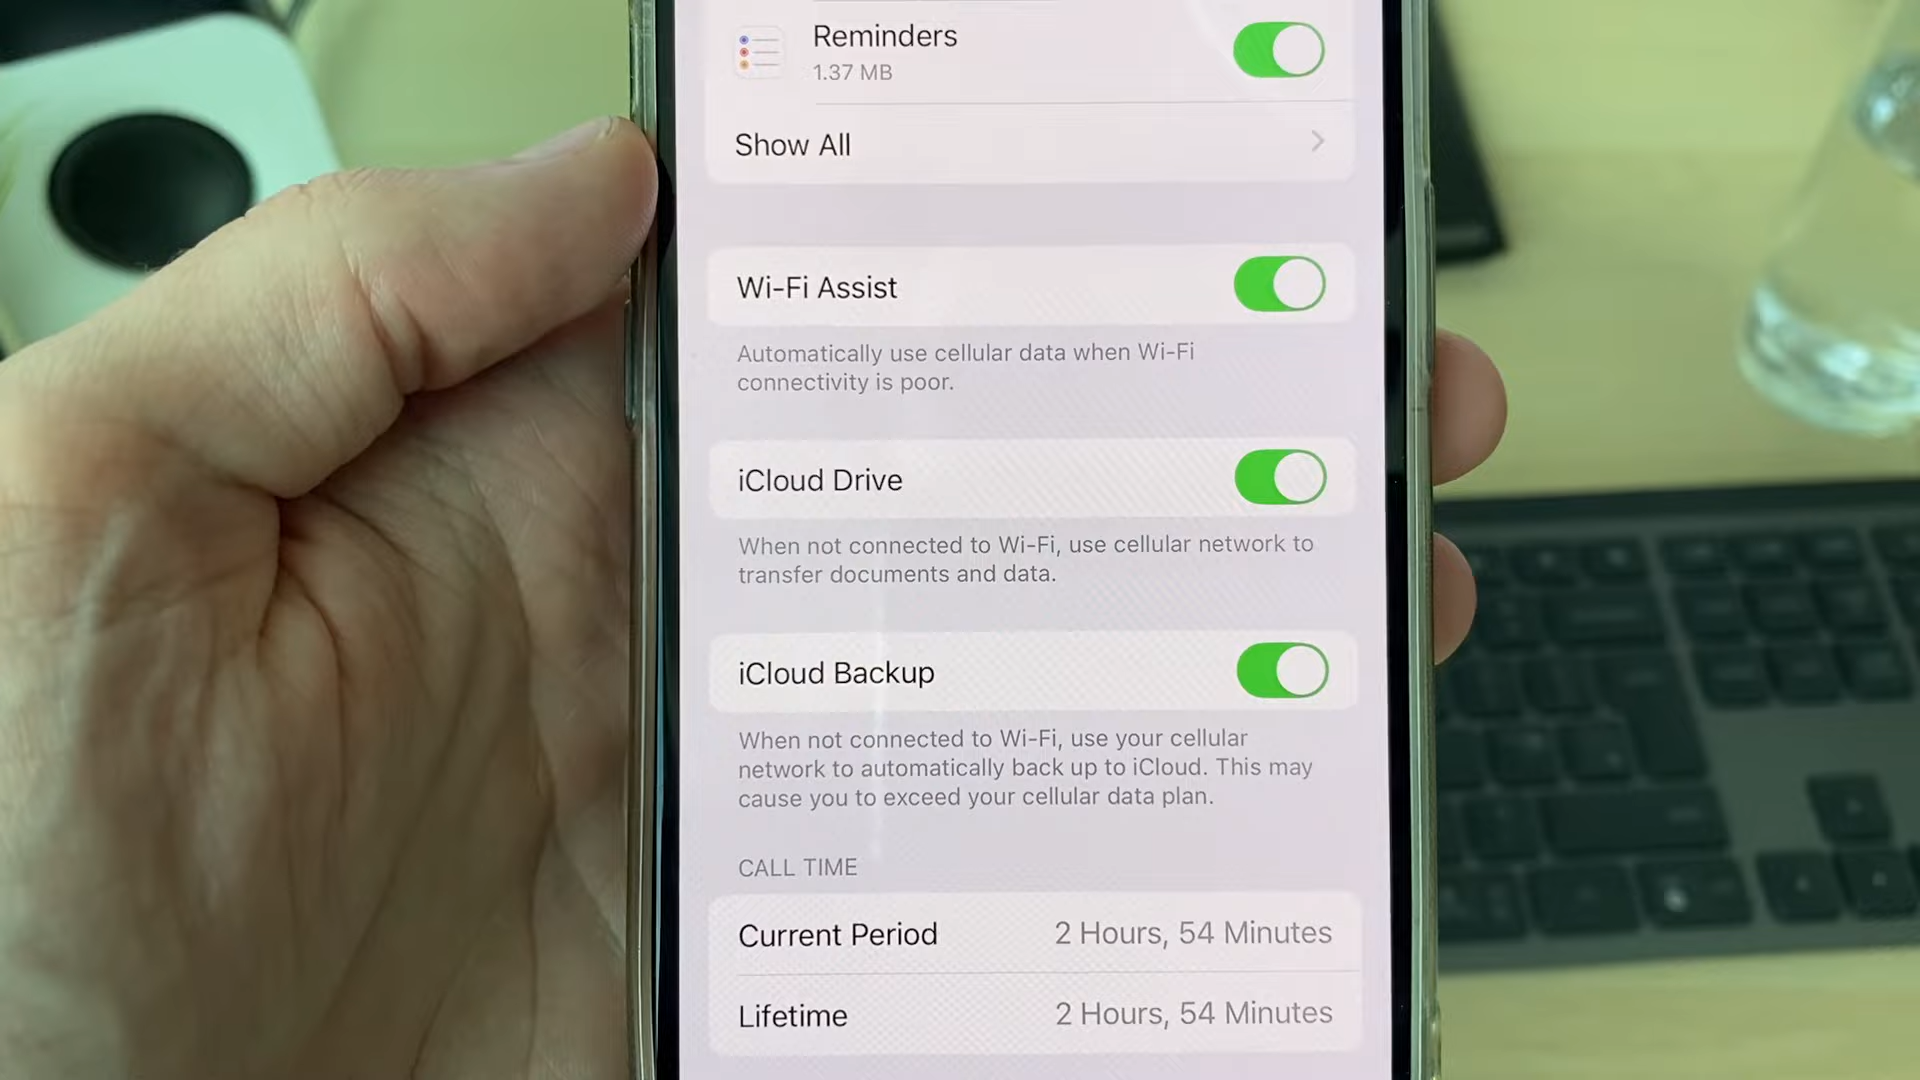 Reminders
1.37 MB
Show All
Wi-Fi Assist
Automatically use cellular data when Wi-Fi
connectivity is poor.
iCloud Drive
When not connected to Wi-Fi, use cellular network to
transfer documents and data.
iCloud Backup
When not connected to Wi-Fi, use your cellular
network to automatically back up to iCloud. This may
cause you to exceed your cellular data plan.
CALL TIME
Current Period 2 Hours, 54 Minutes
Lifetime 2 Hours, 54 Minutes